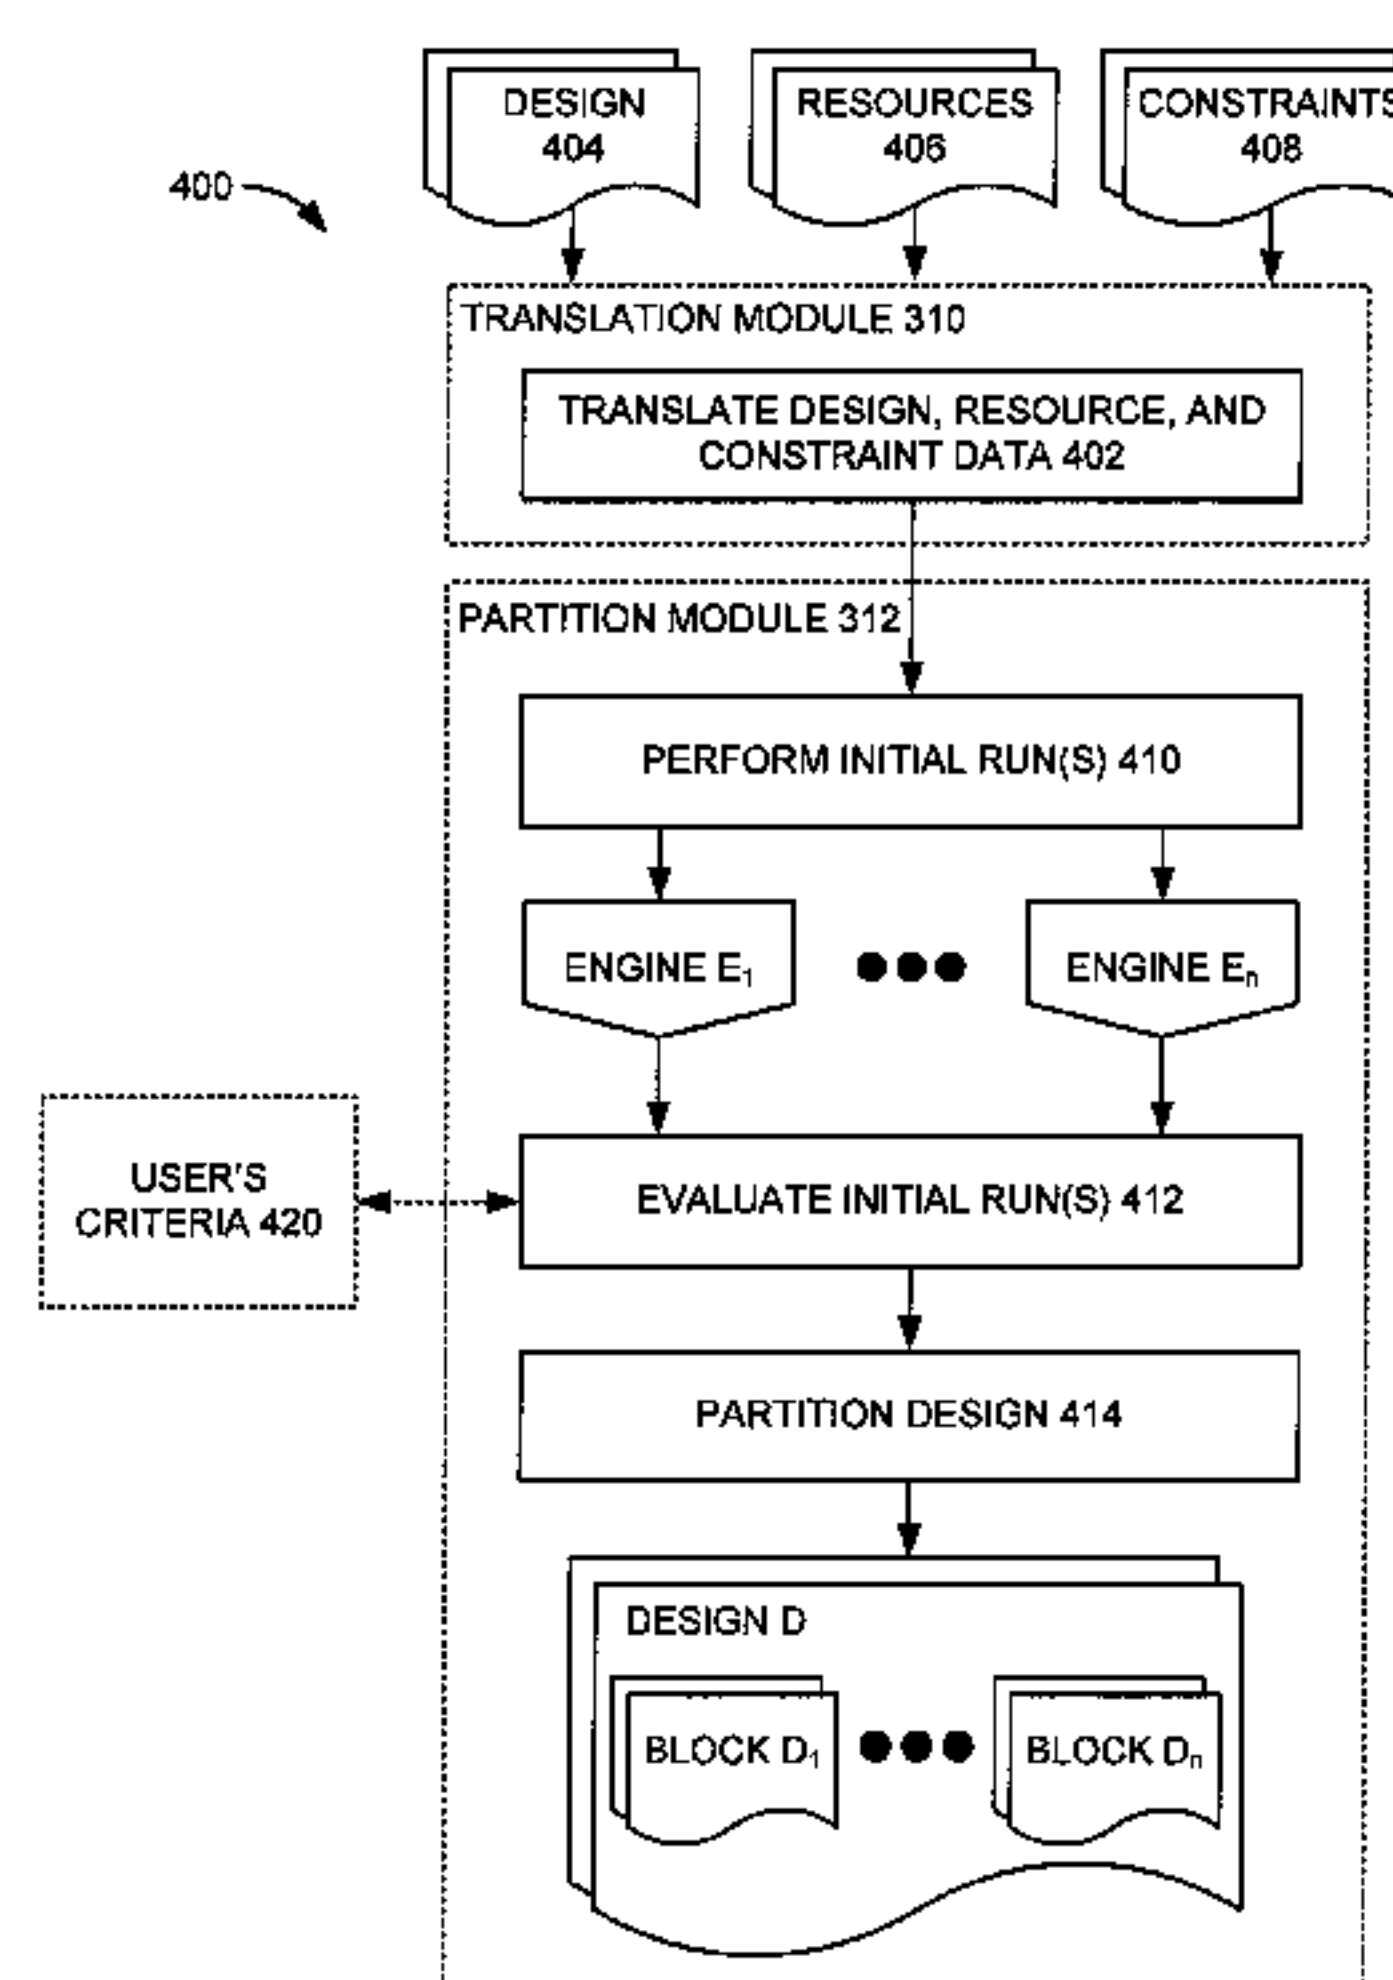 DESIGN
404
RESOURCES
406
CONSTRAINTS
408
400
TRANSLATION MODULE 310
TRANSLATE DESIGN, RESOURCE, AND
CONSTRAINT DATA 402
PARTITION MODULE 312
PERFORM INITIAL RUN(S) 410
ENGINE E₁
ENGINE Eₙ
USER'S
CRITERIA 420
EVALUATE INITIAL RUN(S) 412
PARTITION DESIGN 414
DESIGN D
BLOCK D₁
BLOCK Dₙ